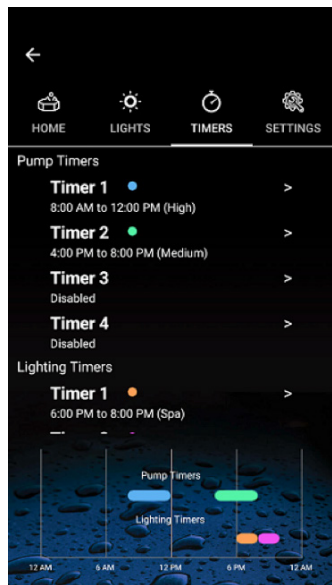 HOME LIGHTS TIMERS SETTINGS
Pump Timers
Timer 1 >
8:00 AM to 12:00 PM (High)
Timer 2 >
4:00 PM to 8:00 PM (Medium)
Timer 3 >
Disabled
Timer 4 >
Disabled
Lighting Timers
Timer 1 >
6:00 PM to 8:00 PM (Spa)
Pump Timers
Lighting Timers
12 AM 6 AM 12 PM 6 PM 12 AM